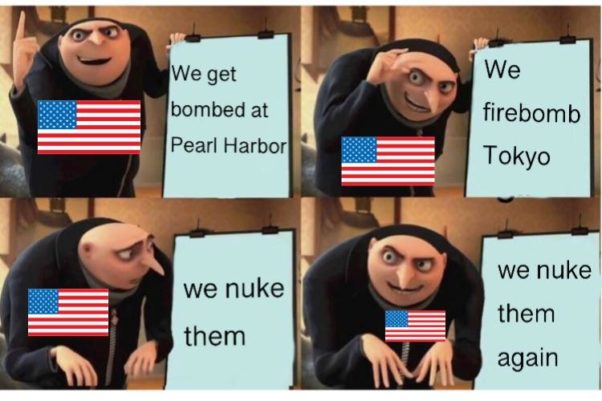 We get
bombed at
Pearl Harbor
We
firebomb
Tokyo
we nuke
them
we nuke
them
again